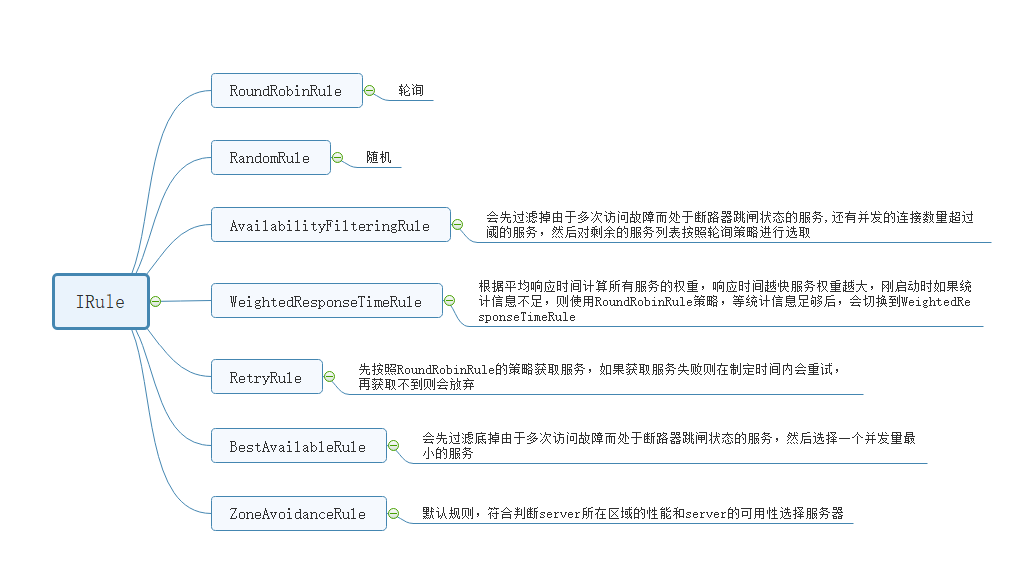 RoundRobinRule
轮询
RandomRule
随机
AvailabilityFilteringRule
会先过滤掉由于多次访问故障而处于断路器跳闸状态的服务,还有并发的连接数量超过
阈的服务，然后对剩余的服务列表按照轮询策略进行选取
IRule
WeightedResponseTimeRule
根据平均响应时间计算所有服务的权重，响应时间越快服务权重越大，刚启动时如果统
计信息不足，则使用RoundRobinRule策略，等统计信息足够后，会切换到WeightedRe
sponseTimeRule
RetryRule
先按照RoundRobinRule的策略获取服务，如果获取服务失败则在制定时间内会重试，
再获取不到则会放弃
BestAvailableRule
会先过滤底掉由于多次访问故障而处于断路器跳闸状态的服务，然后选择一个并发量最
小的服务
ZoneAvoidanceRule
默认规则，符合判断server所在区域的性能和server的可用性选择服务器